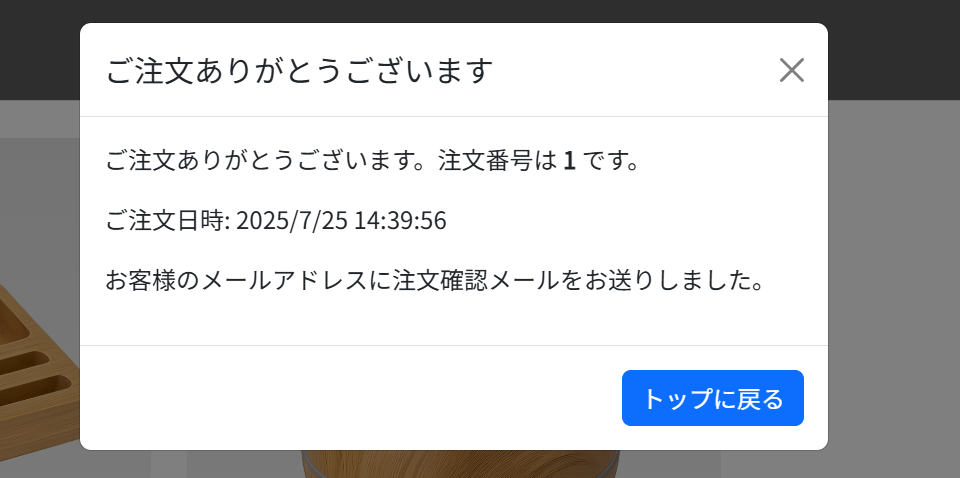 ご注文ありがとうございます
ご注文ありがとうございます。注文番号は 1 です。
ご注文日時: 2025/7/25 14:39:56
お客様のメールアドレスに注文確認メールをお送りしました。
トップに戻る